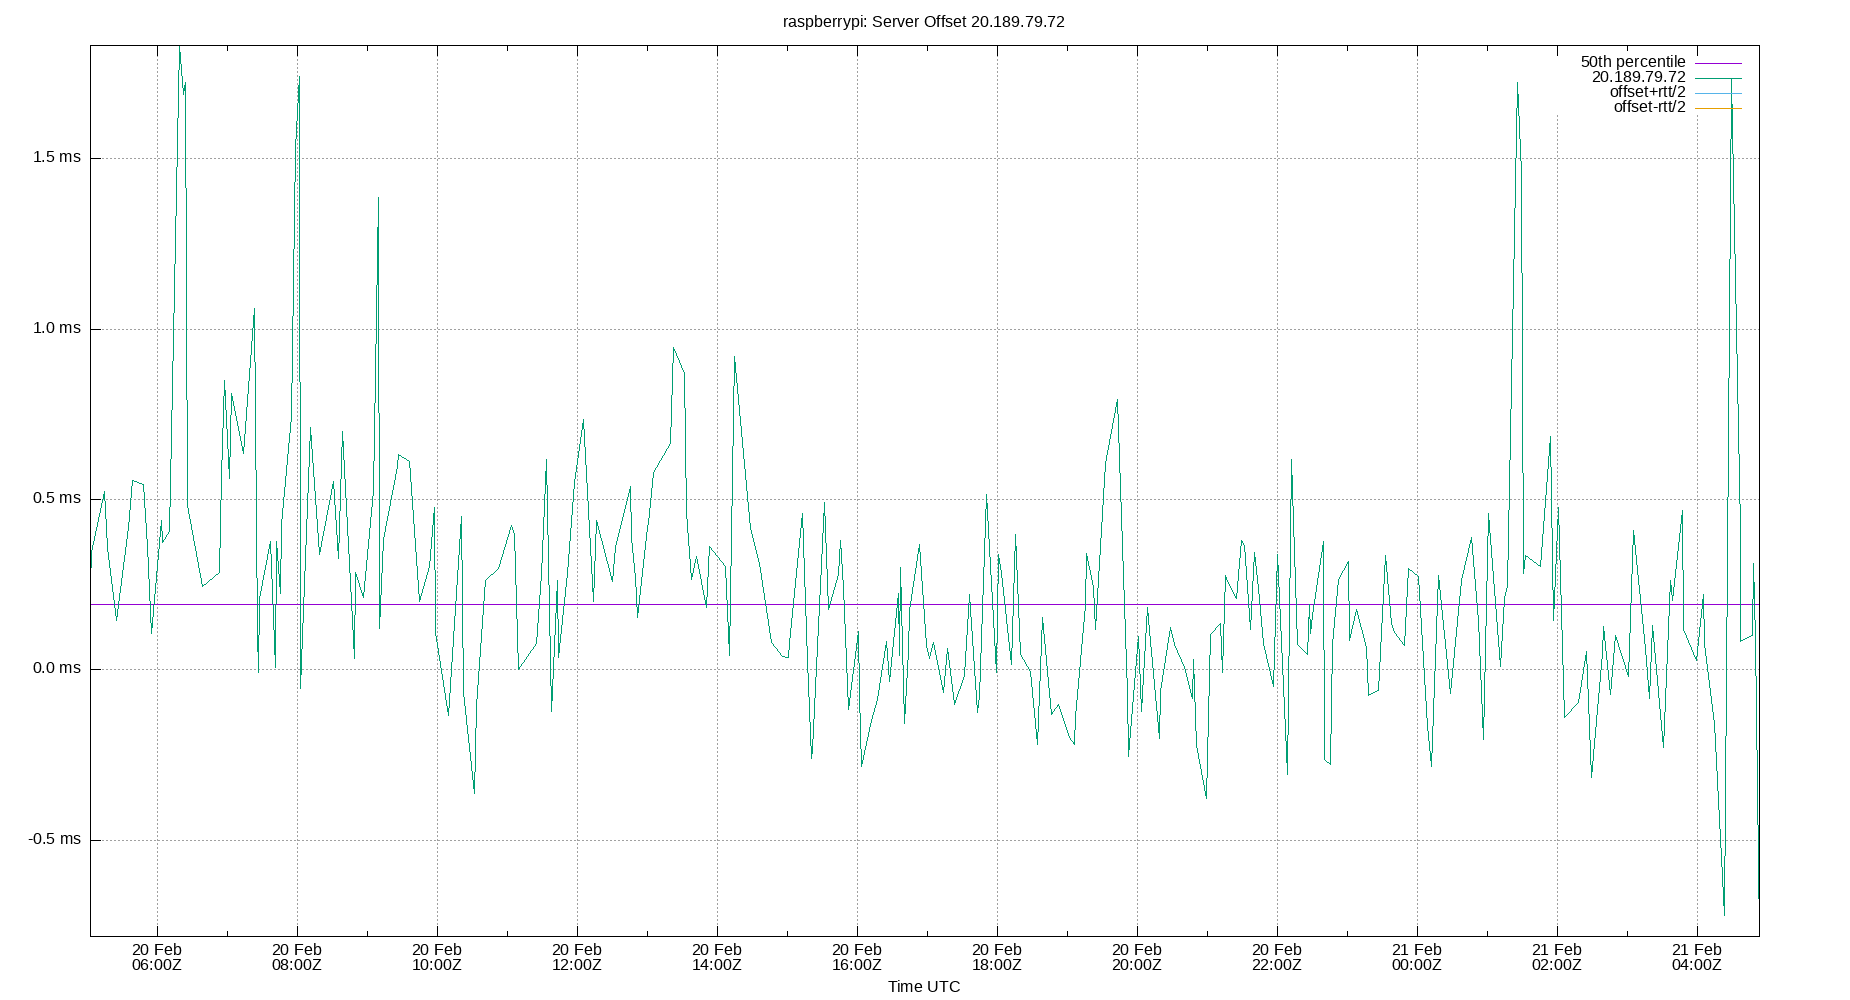 raspberrypi: Server Offset 20.189.79.72
50th percentile
20.189.79.72
offset+rtt/2
offset-rtt/2
1.5 ms
1.0 ms
0.5 ms
0.0 ms
-0.5 ms
20 Feb 20 Feb 20 Feb 20 Feb 20 Feb 20 Feb 20 Feb 20 Feb 20 Feb 21 Feb 21 Feb 21 Feb
06:00Z 08:00Z 10:00Z 12:00Z 14:00Z 16:00Z 18:00Z 20:00Z 22:00Z 00:00Z 02:00Z 04:00Z
Time UTC